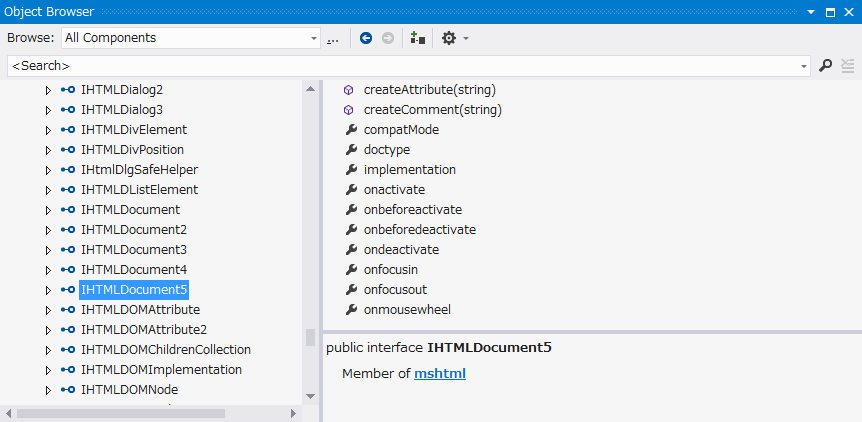 Object Browser
Browse: All Components ...
<Search>
IHTMLDialog2
IHTMLDialog3
IHTMLDivElement
IHTMLDivPosition
IHtmlDlgSafeHelper
IHTMLDListElement
IHTMLDocument
IHTMLDocument2
IHTMLDocument3
IHTMLDocument4
IHTMLDocument5
IHTMLDOMAttribute
IHTMLDOMAttribute2
IHTMLDOMChildrenCollection
IHTMLDOMImplementation
IHTMLDOMNode
createAttribute(string)
createComment(string)
compatMode
doctype
implementation
onactivate
onbeforeactivate
onbeforedeactivate
ondeactivate
onfocusin
onfocusout
onmousewheel
public interface IHTMLDocument5
Member of mshtml